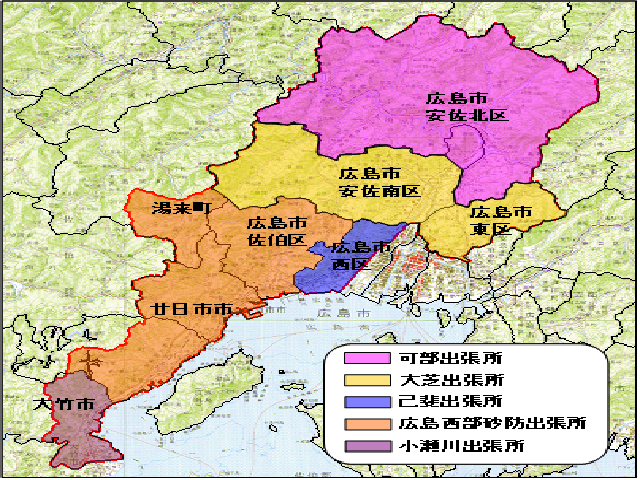 広島市
安佐北区
広島市
安佐南区
広島市
東区
湯来町
広島市
佐伯区
広島市
西区
廿日市市
大竹市
広島市
可部出張所
大芝出張所
己斐出張所
広島西部砂防出張所
小瀬川出張所